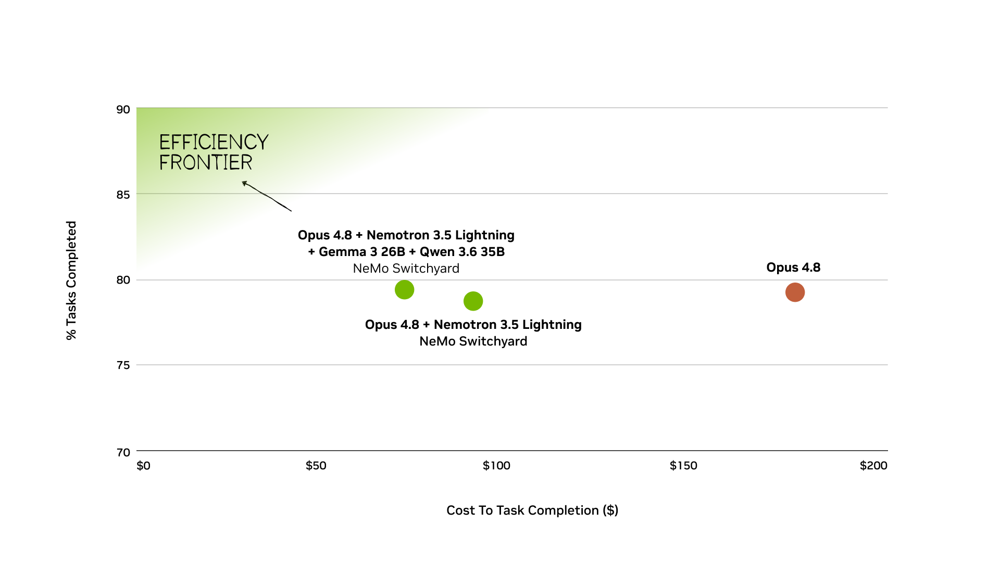 90
EFFICIENCY
FRONTIER
85
Opus 4.8 + Nemotron 3.5 Lightning
+ Gemma 3 26B + Qwen 3.6 35B
NeMo Switchyard
Opus 4.8
80
Opus 4.8 + Nemotron 3.5 Lightning
NeMo Switchyard
% Tasks Completed
75
70
$0 $50 $100 $150 $200
Cost To Task Completion ($)